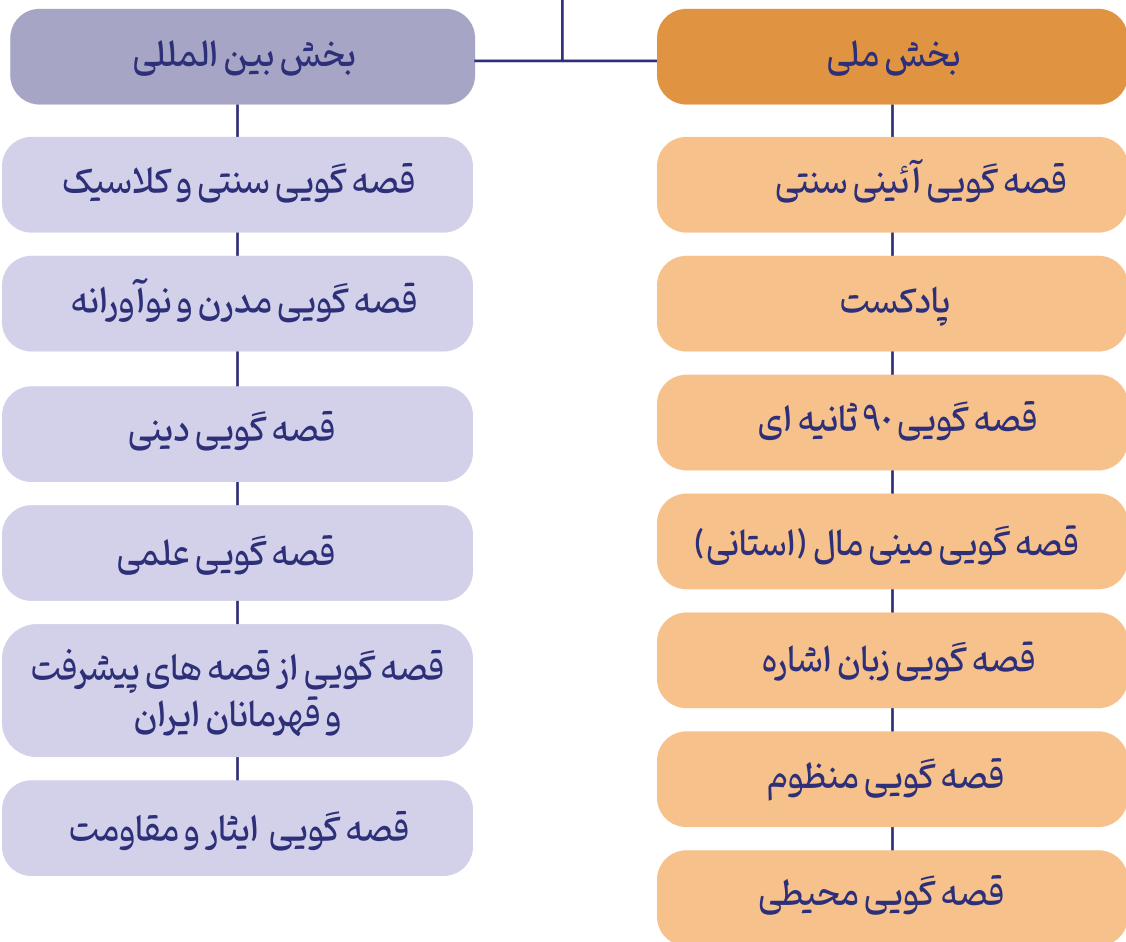 بخش ملی
قصه گویی آئینی سنتی
پادکست
قصه گویی ۹۰ ثانیه ای
قصه گویی مینی مال (استانی)
قصه گویی زبان اشاره
قصه گویی منظوم
قصه گویی محیطی
بخش بین المللی
قصه گویی سنتی و کلاسیک
قصه گویی مدرن و نوآورانه
قصه گویی دینی
قصه گویی علمی
قصه گویی از قصه های پیشرفت
و قهرمانان ایران
قصه گویی ایثار و مقاومت